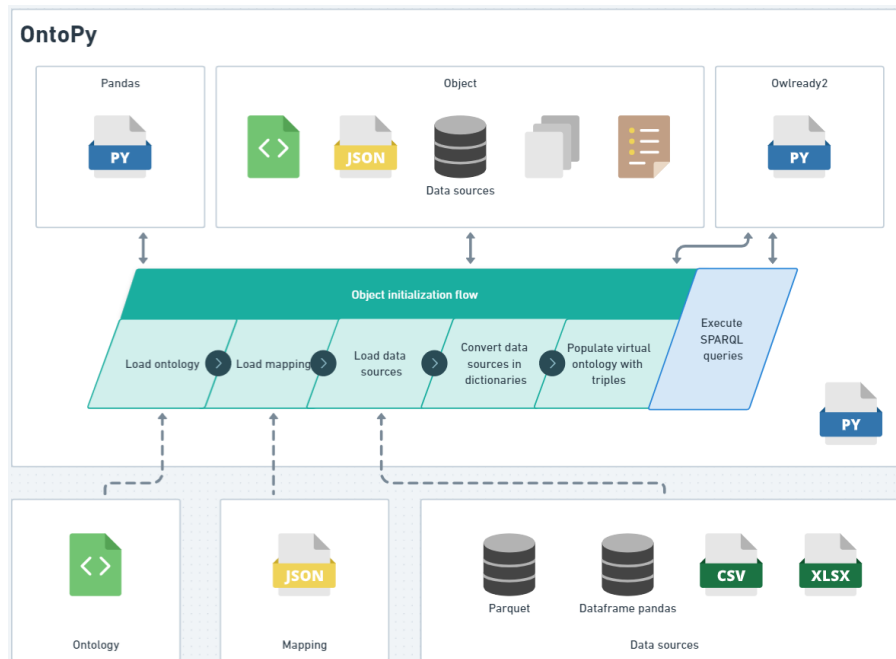 OntoPy
Pandas
Object
Owlready2
PY
JSON
PY
Data sources
Object initialization flow
Load ontology
Load mapping
Load data
sources
Convert data
sources in
dictionaries
Populate virtual
ontology with
triples
Execute
SPARQL
queries
PY
JSON
CSV
XLSX
Parquet
Dataframe pandas
Ontology
Mapping
Data sources